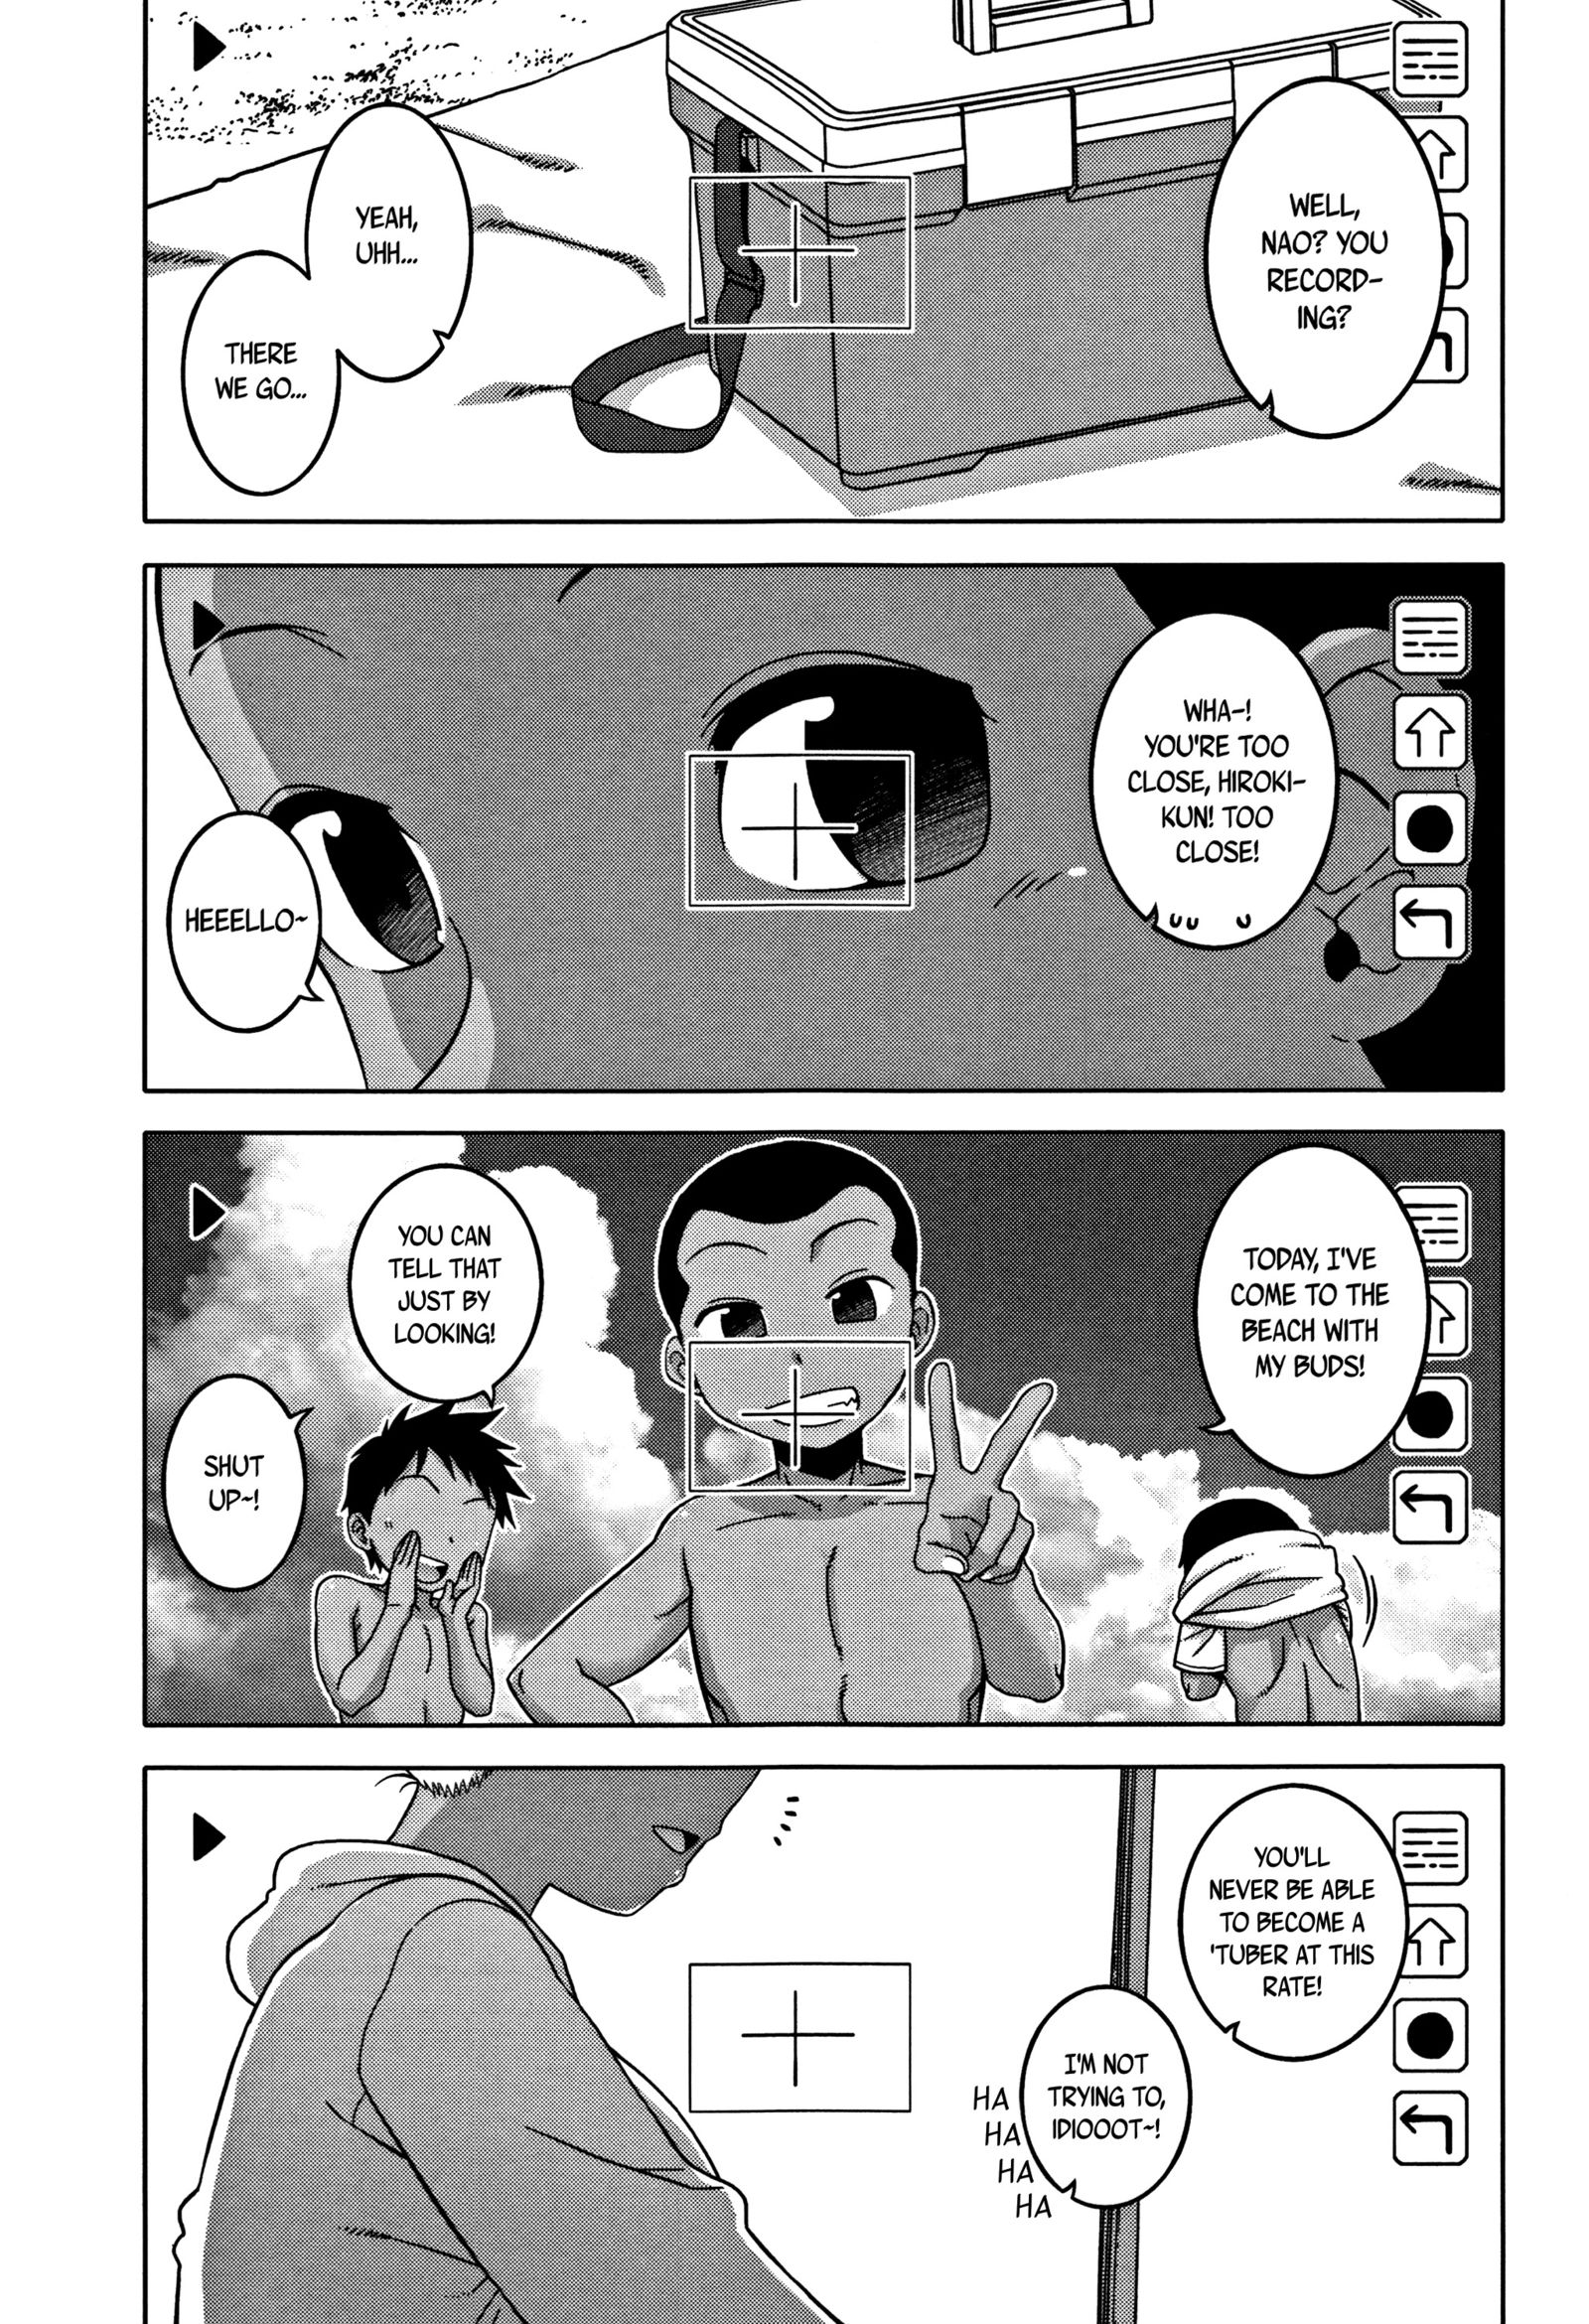 WELL,
NAO? YOU
RECORD-
ING?
YEAH,
UHH...
THERE
WE GO...
WHA-!
YOU'RE TOO
CLOSE, HIROKI-
KUN! TOO
CLOSE!
HEEELLO~
TODAY, I'VE
COME TO THE
BEACH WITH
MY BUDS!
YOU CAN
TELL THAT
JUST BY
LOOKING!
SHUT
UP~!
YOU'LL
NEVER BE ABLE
TO BECOME A
'TUBER AT THIS
RATE!
I'M NOT
TRYING TO,
IDIOOOT~!
HA
HA
HA
HA